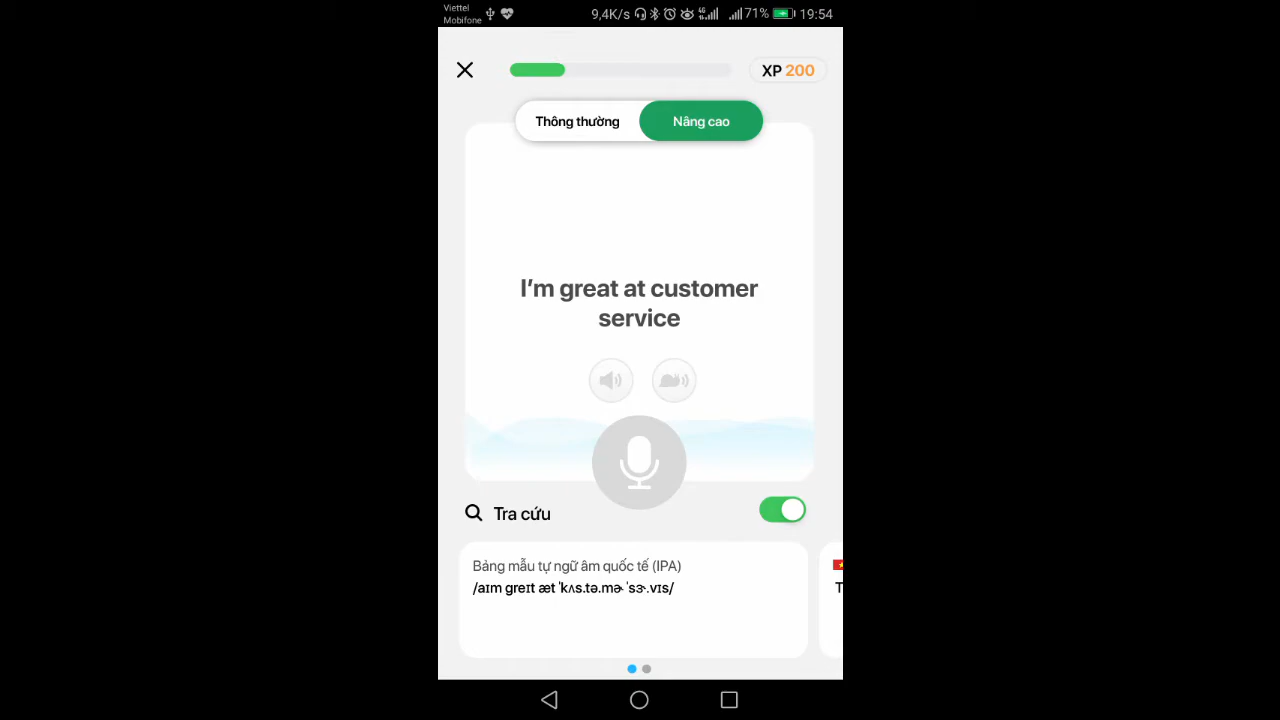 Viettel
Mobifone
9,4K/s 4G 71% 19:54
XP 200
Thông thường
Nâng cao
I'm great at customer
service
Tra cứu
Bảng mẫu tự ngữ âm quốc tế (IPA)
/aɪm greɪt æt ˈkʌs.tə.mɚ ˈsɝ.vɪs/
T